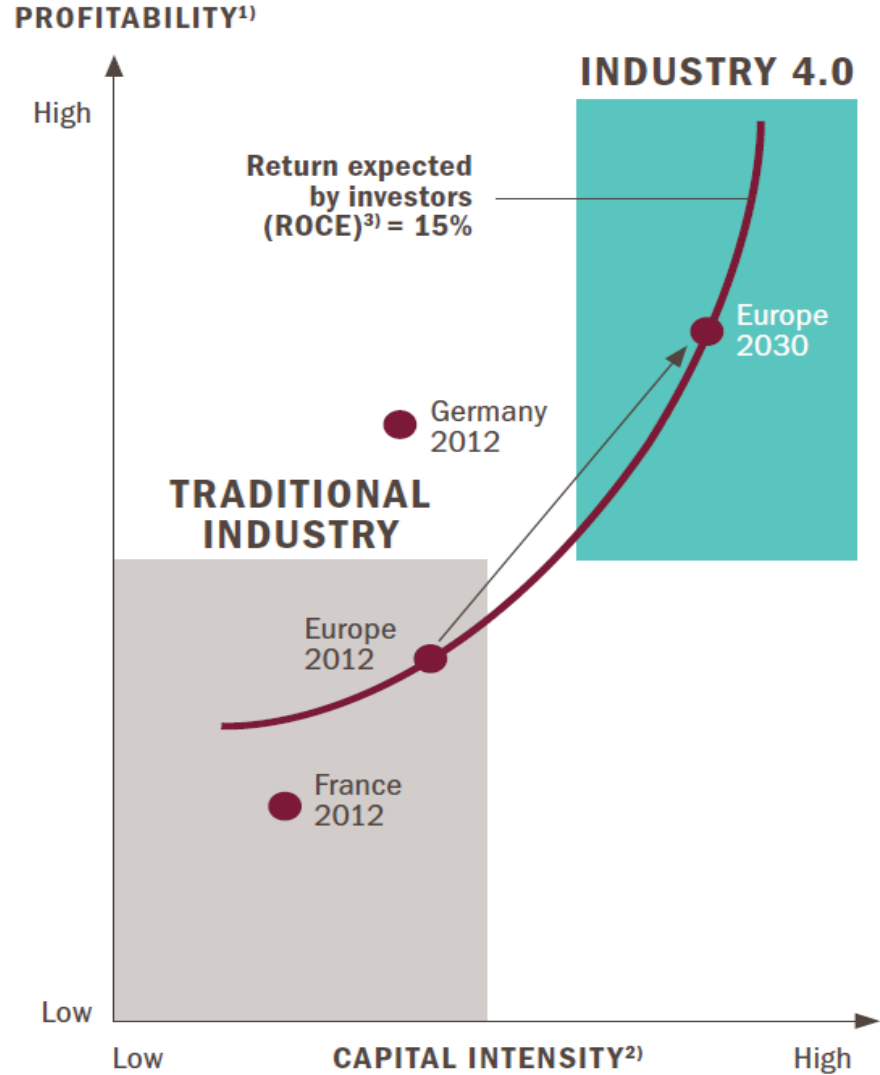 PROFITABILITY¹⁾
High
INDUSTRY 4.0
Return expected
by investors
(ROCE)³⁾ = 15%
Europe
2030
Germany
2012
TRADITIONAL
INDUSTRY
Europe
2012
France
2012
Low
Low
CAPITAL INTENSITY²⁾
High